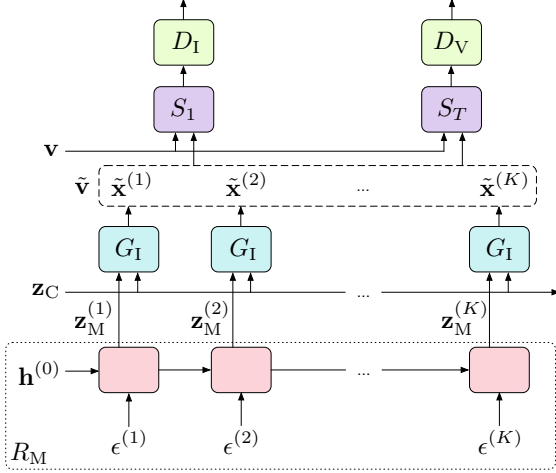 D_I D_V
S_1 S_T
v
ṽ x̃^(1) x̃^(2) ... x̃^(K)
G_I G_I G_I
z_C ...
z_M^(1) z_M^(2) z_M^(K)
h^(0) ...
ϵ^(1) ϵ^(2) ϵ^(K)
R_M